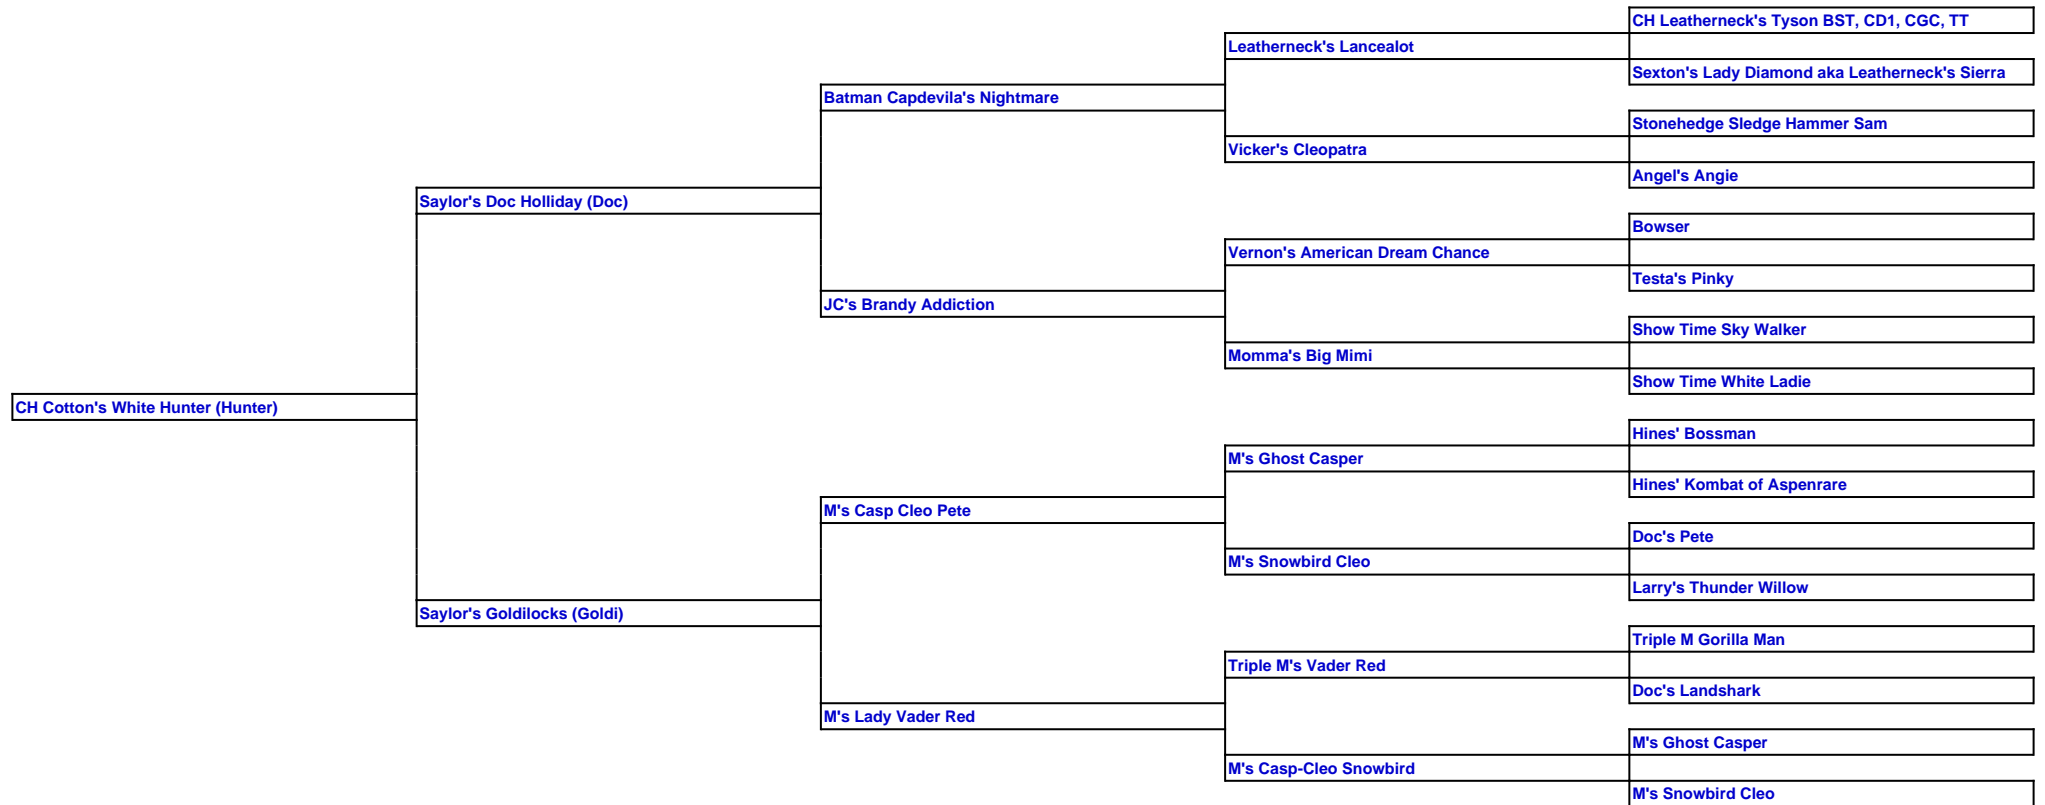 CH Leatherneck's Tyson BST, CD1, CGC, TT
Leatherneck's Lancealot
Sexton's Lady Diamond aka Leatherneck's Sierra
Batman Capdevila's Nightmare
Stonehedge Sledge Hammer Sam
Vicker's Cleopatra
Angel's Angie
Saylor's Doc Holliday (Doc)
Bowser
Vernon's American Dream Chance
Testa's Pinky
JC's Brandy Addiction
Show Time Sky Walker
Momma's Big Mimi
Show Time White Ladie
CH Cotton's White Hunter (Hunter)
Hines' Bossman
M's Ghost Casper
Hines' Kombat of Aspenrare
M's Casp Cleo Pete
Doc's Pete
M's Snowbird Cleo
Larry's Thunder Willow
Saylor's Goldilocks (Goldi)
Triple M Gorilla Man
Triple M's Vader Red
Doc's Landshark
M's Lady Vader Red
M's Ghost Casper
M's Casp-Cleo Snowbird
M's Snowbird Cleo